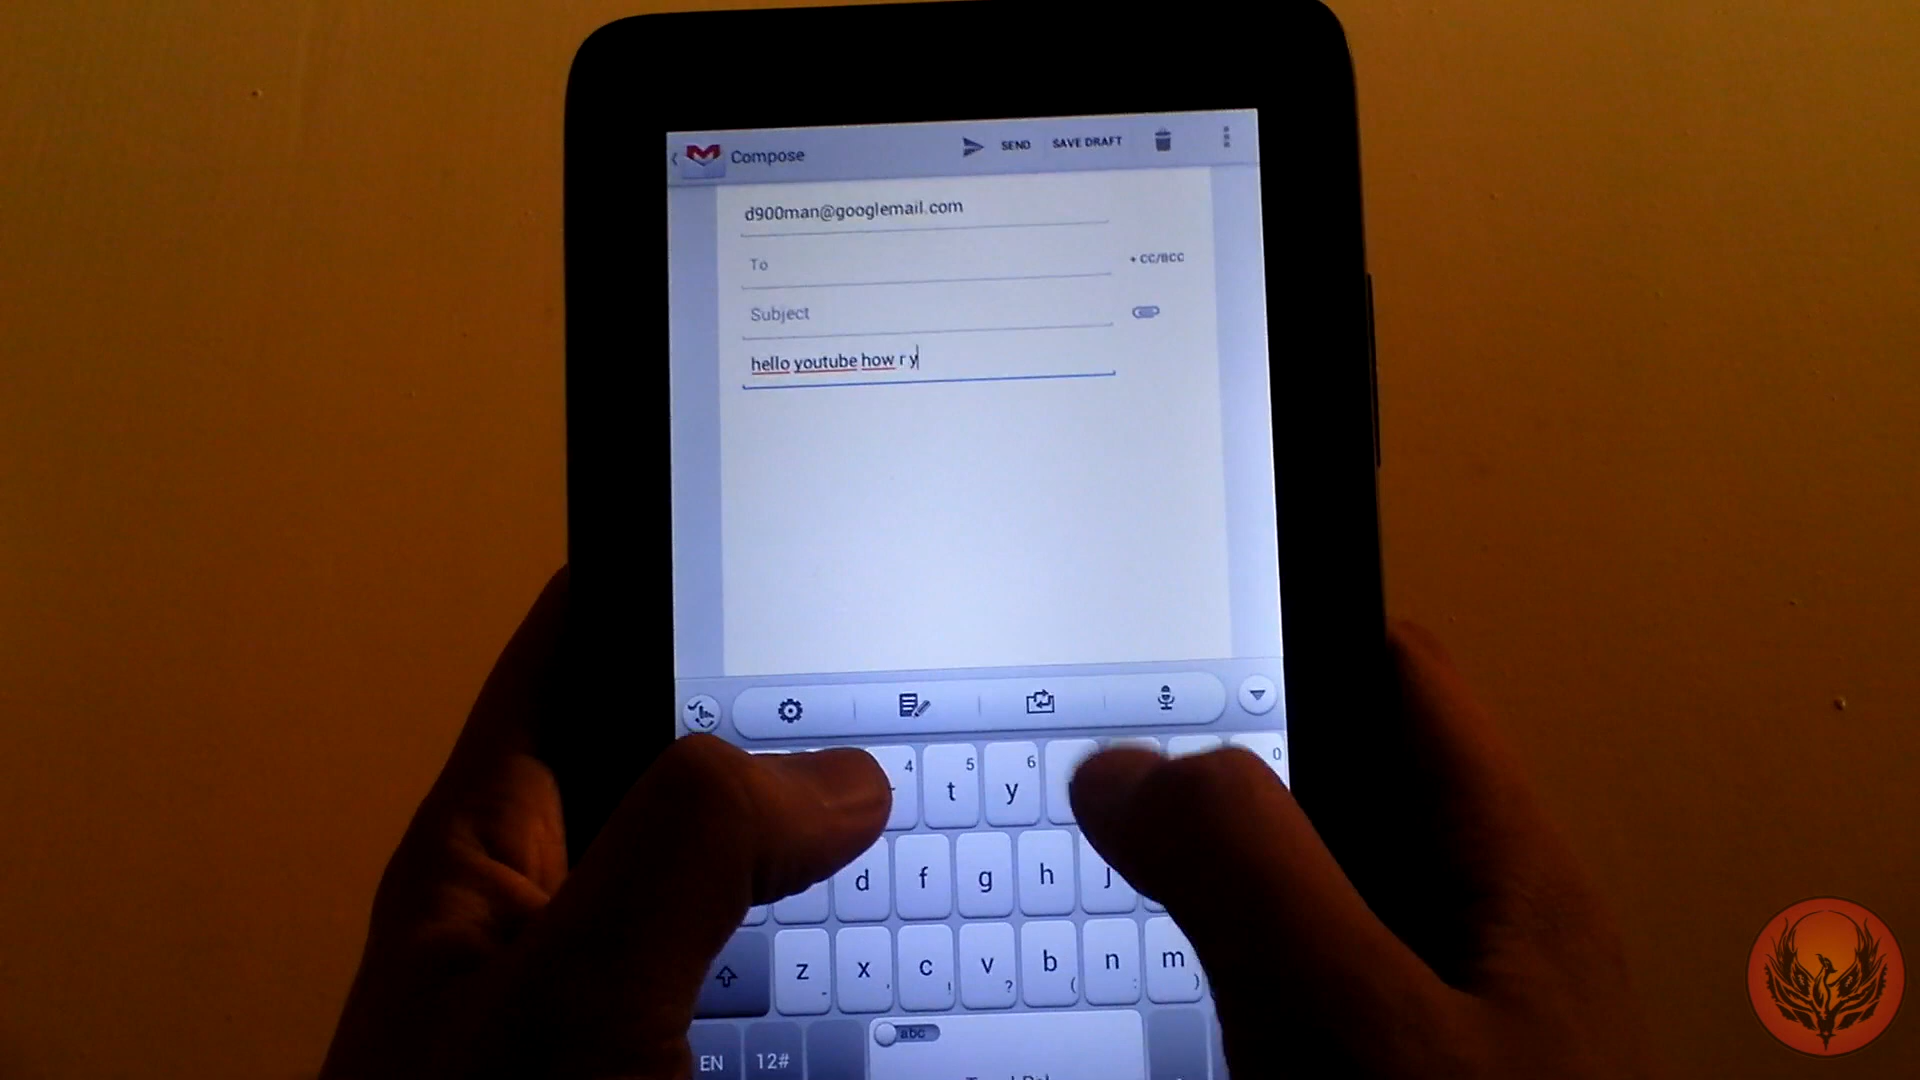 Compose SEND SAVE DRAFT
d900man@googlemail.com
To + CC/BCC
Subject
hello youtube how r y
4 5 6 0
t y
d f g h j
z x c v b n m
- , ! ? ( : )
abc
EN 12#